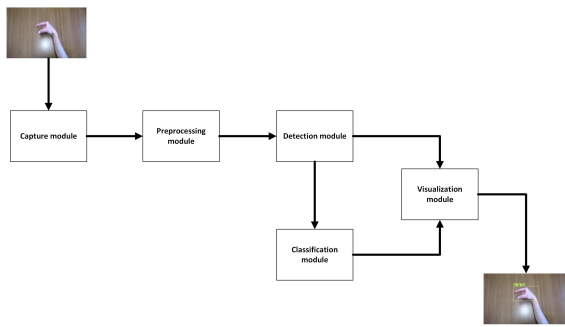 Capture module
Preprocessing
module
Detection module
Visualization
module
Classification
module